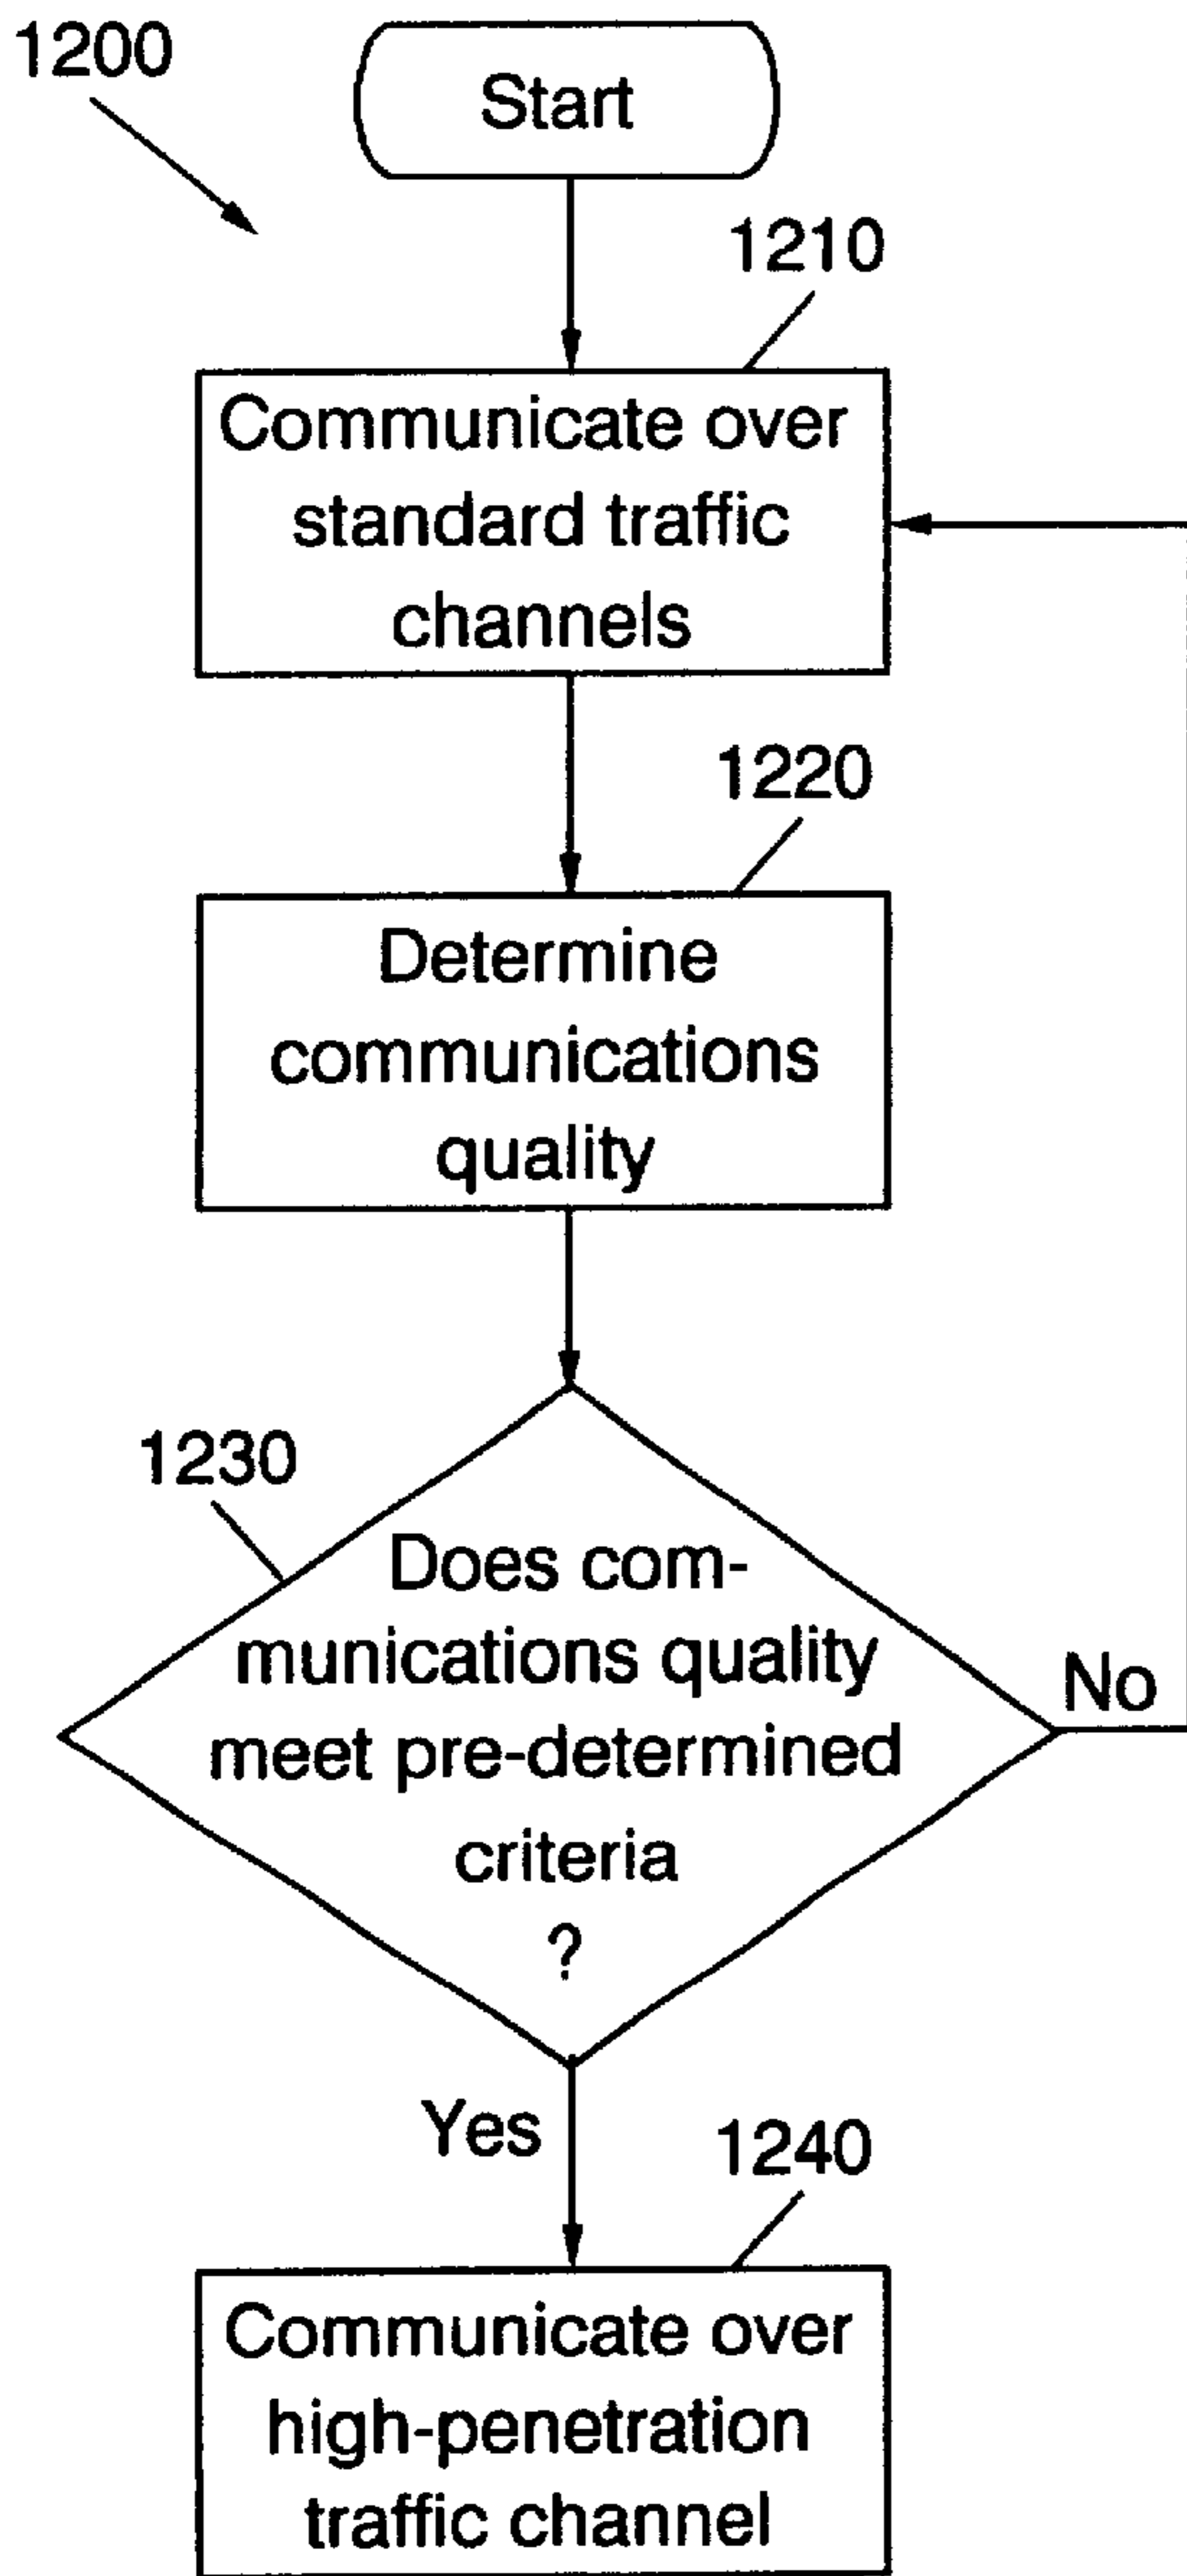 1200
Start
1210
Communicate over
standard traffic
channels
1220
Determine
communications
quality
1230
Does com-
munications quality
meet pre-determined
criteria
?
No
Yes
1240
Communicate over
high-penetration
traffic channel